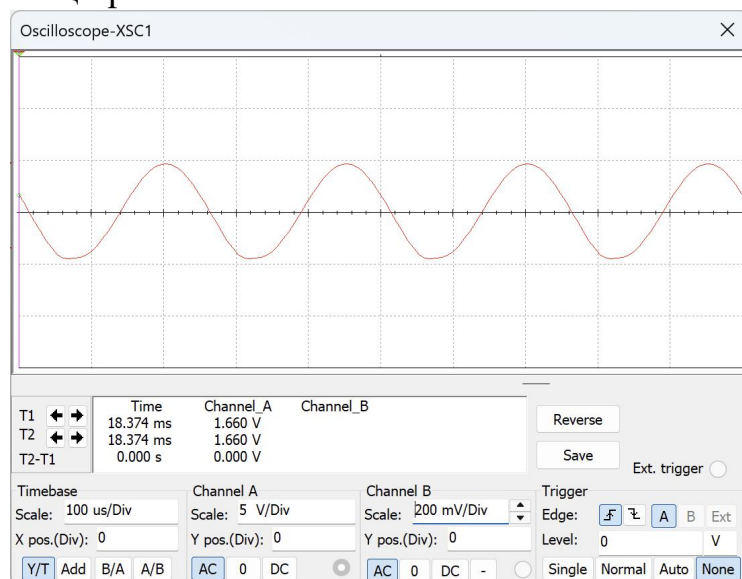 Oscilloscope-XSC1
Time Channel_A Channel_B
T1 18.374 ms 1.660 V
T2 18.374 ms 1.660 V
T2-T1 0.000 s 0.000 V
Reverse
Save
Ext. trigger
Timebase
Scale: 100 us/Div
X pos.(Div): 0
Y/T Add B/A A/B
Channel A
Scale: 5 V/Div
Y pos.(Div): 0
AC 0 DC
Channel B
Scale: 200 mV/Div
Y pos.(Div): 0
AC 0 DC -
Trigger
Edge: A B Ext
Level: 0 V
Single Normal Auto None